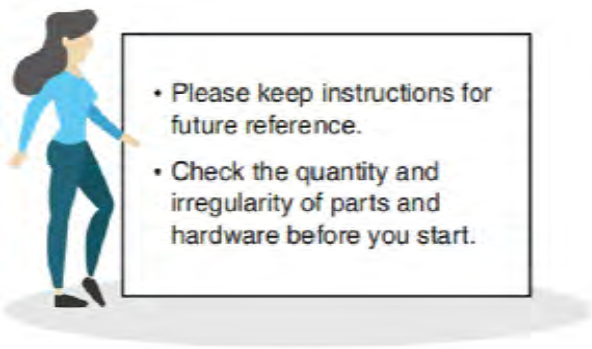 • Please keep instructions for
future reference.
• Check the quantity and
irregularity of parts and
hardware before you start.